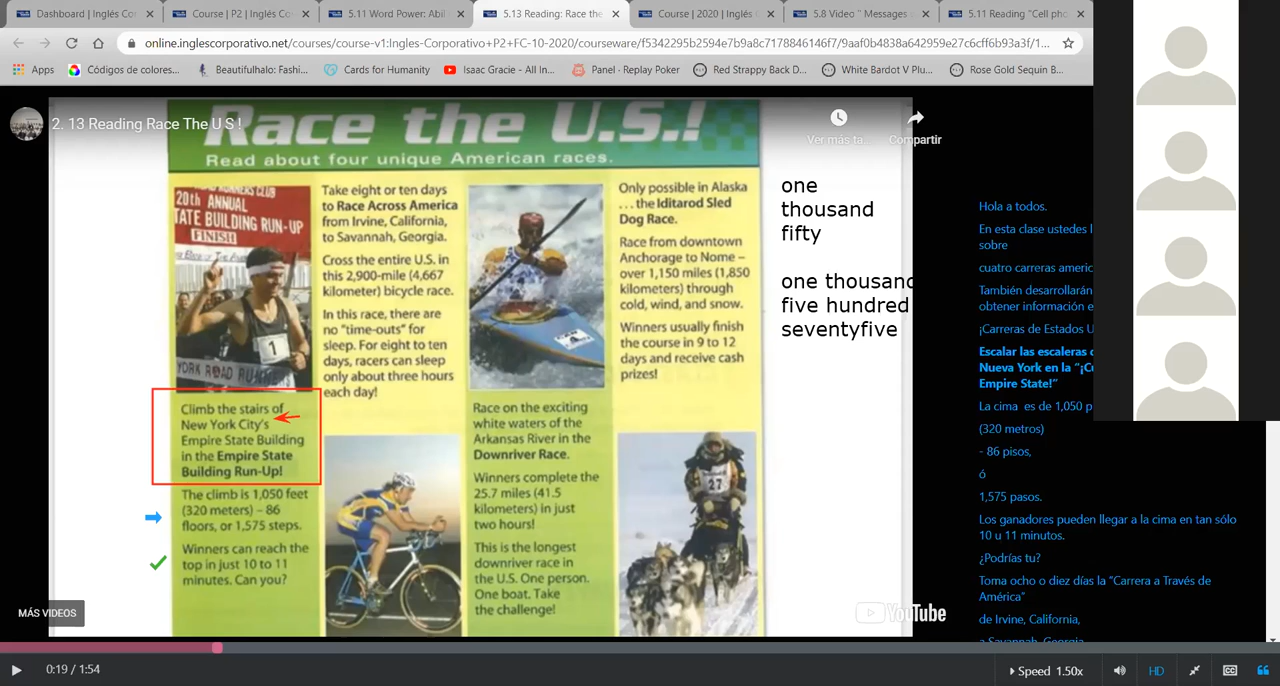 Dashboard | Inglés Co
Course | P2 | Inglés Co
5.11 Word Power: Abil
5.13 Reading: Race the
Course | 2020 | Inglés
5.8 Video " Messages
5.11 Reading "Cell pho
online.inglescorporativo.net/courses/course-v1:Ingles-Corporativo+P2+FC-10-2020/courseware/f5342295b2594e7b9a8c7178846146f7/9aaf0b4838a642959e27c6cff6b93a3f/1...
Apps
Códigos de colores...
Beautifulhalo: Fashi...
Cards for Humanity
Isaac Gracie - All In...
Panel · Replay Poker
Red Strappy Back D...
White Bardot V Plu...
Rose Gold Sequin B...
2. 13 Reading Race The U S !
Ver más ta...
Compartir
Race the U.S.!
Read about four unique American races.
20th ANNUAL
TATE BUILDING RUN-UP
FINISH
1
YORK ROAD RUNNERS
Climb the stairs of
New York City's
Empire State Building
in the Empire State
Building Run-Up!
The climb is 1,050 feet
(320 meters) – 86
floors, or 1,575 steps.
Winners can reach the
top in just 10 to 11
minutes. Can you?
Take eight or ten days
to Race Across America
from Irvine, California,
to Savannah, Georgia.
Cross the entire U.S. in
this 2,900-mile (4,667
kilometer) bicycle race.
In this race, there are
no "time-outs" for
sleep. For eight to ten
days, racers can sleep
only about three hours
each day!
Race on the exciting
white waters of the
Arkansas River in the
Downriver Race.
Winners complete the
25.7 miles (41.5
kilometers) in just
two hours!
This is the longest
downriver race in
the U.S. One person.
One boat. Take
the challenge!
Only possible in Alaska
. . . the Iditarod Sled
Dog Race.
Race from downtown
Anchorage to Nome –
over 1,150 miles (1,850
kilometers) through
cold, wind, and snow.
Winners usually finish
the course in 9 to 12
days and receive cash
prizes!
27
one
thousand
fifty
one thousand
five hundred
seventyfive
MÁS VIDEOS
YouTube
Hola a todos.
En esta clase ustedes l
sobre
cuatro carreras americ
También desarrollarán
obtener información e
¡Carreras de Estados U
Escalar las escaleras d
Nueva York en la "¡Cu
Empire State!"
La cima es de 1,050 p
(320 metros)
- 86 pisos,
ó
1,575 pasos.
Los ganadores pueden llegar a la cima en tan sólo
10 u 11 minutos.
¿Podrías tu?
Toma ocho o diez días la "Carrera a Través de
América"
de Irvine, California,
a Savannah, Georgia
0:19 / 1:54
Speed 1.50x
HD
CC